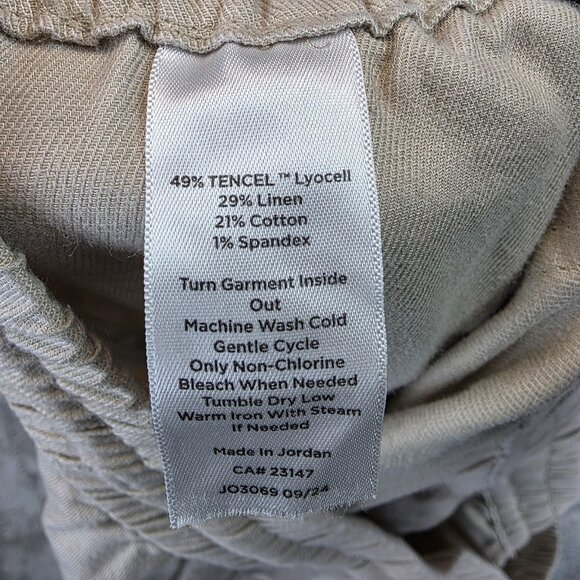 49% TENCEL™ Lyocell
29% Linen
21% Cotton
1% Spandex
Turn Garment Inside
Out
Machine Wash Cold
Gentle Cycle
Only Non-Chlorine
Bleach When Needed
Tumble Dry Low
Warm Iron With Steam
If Needed
Made In Jordan
CA# 23147
JO3069 09/24